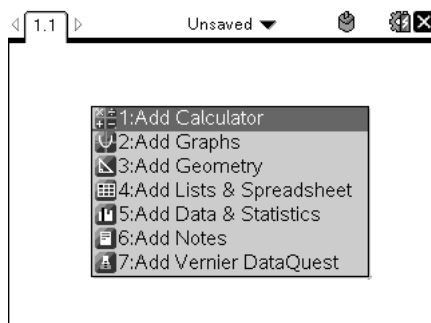 1.1 Unsaved
1:Add Calculator
2:Add Graphs
3:Add Geometry
4:Add Lists & Spreadsheet
5:Add Data & Statistics
6:Add Notes
7:Add Vernier DataQuest